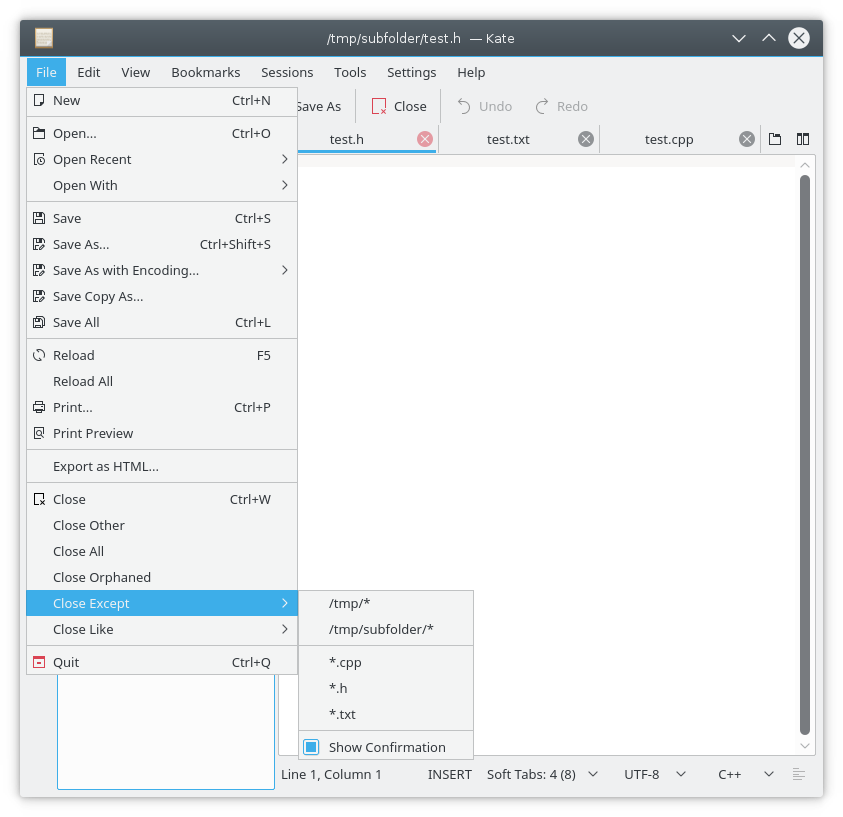 /tmp/subfolder/test.h — Kate
File Edit View Bookmarks Sessions Tools Settings Help
Save As Close Undo Redo
test.h test.txt test.cpp
New Ctrl+N
Open... Ctrl+O
Open Recent
Open With
Save Ctrl+S
Save As... Ctrl+Shift+S
Save As with Encoding...
Save Copy As...
Save All Ctrl+L
Reload F5
Reload All
Print... Ctrl+P
Print Preview
Export as HTML...
Close Ctrl+W
Close Other
Close All
Close Orphaned
Close Except
Close Like
Quit Ctrl+Q
/tmp/*
/tmp/subfolder/*
*.cpp
*.h
*.txt
Show Confirmation
Line 1, Column 1 INSERT Soft Tabs: 4 (8) UTF-8 C++